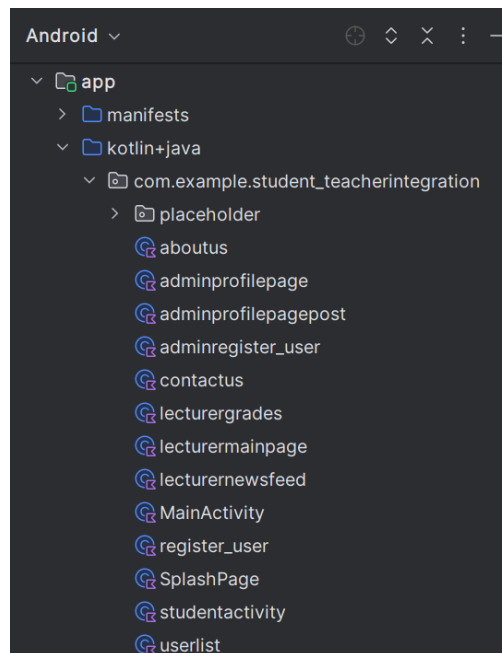 Android
app
manifests
kotlin+java
com.example.student_teacherintegration
placeholder
aboutus
adminprofilepage
adminprofilepagepost
adminregister_user
contactus
lecturergrades
lecturermainpage
lecturernewsfeed
MainActivity
register_user
SplashPage
studentactivity
userlist